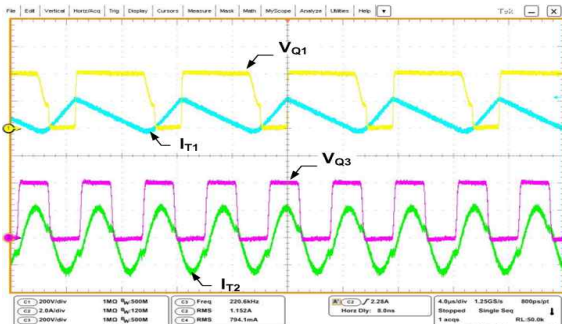 File Edit Vertical Horiz/Acq Trig Display Cursors Measure Mask Math MyScope Analyze Utilities Help
Tek
VQ1
IT1
VQ3
IT2
C1 200V/div 1MΩ BW:500M
C2 2.0A/div 1MΩ BW:120M
C3 200V/div 1MΩ BW:500M
C3 Freq 220.6kHz
C2 RMS 1.152A
C4 RMS 794.1mA
C2 2.28A
Horz Dly: 8.0ns
4.0µs/div 1.25GS/s 800ps/pt
Stopped Single Seq
1 acqs RL:50.0k